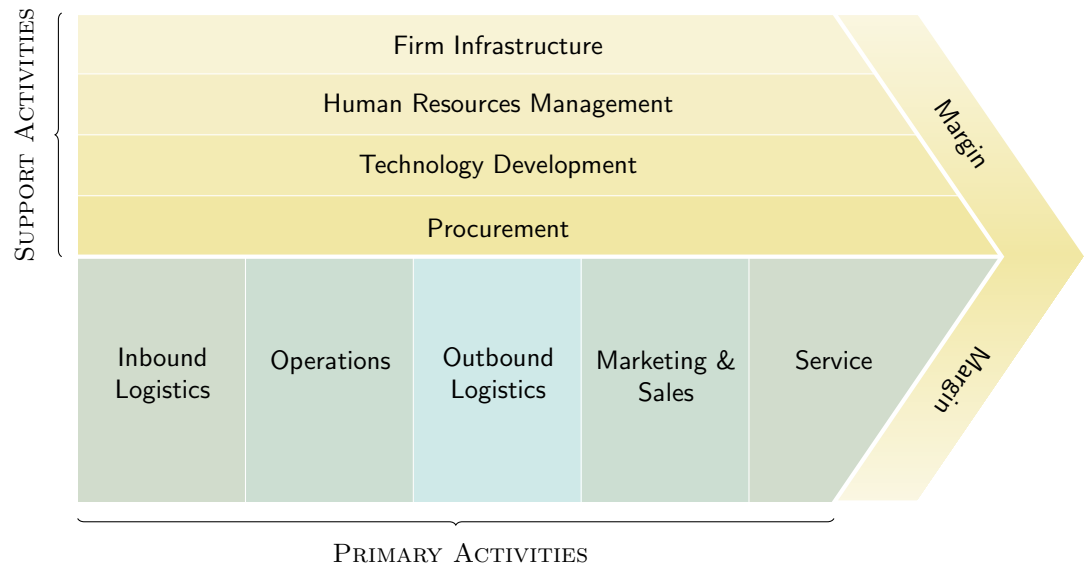 SUPPORT ACTIVITIES
Firm Infrastructure
Human Resources Management
Technology Development
Procurement
Margin
Inbound
Logistics
Operations
Outbound
Logistics
Marketing &
Sales
Service
Margin
PRIMARY ACTIVITIES